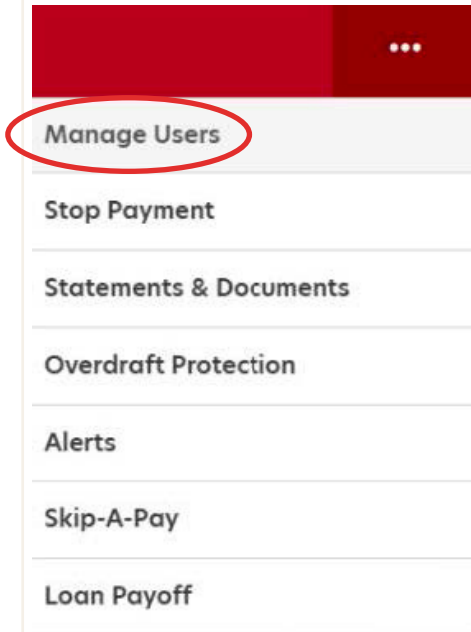 Manage Users
Stop Payment
Statements & Documents
Overdraft Protection
Alerts
Skip-A-Pay
Loan Payoff